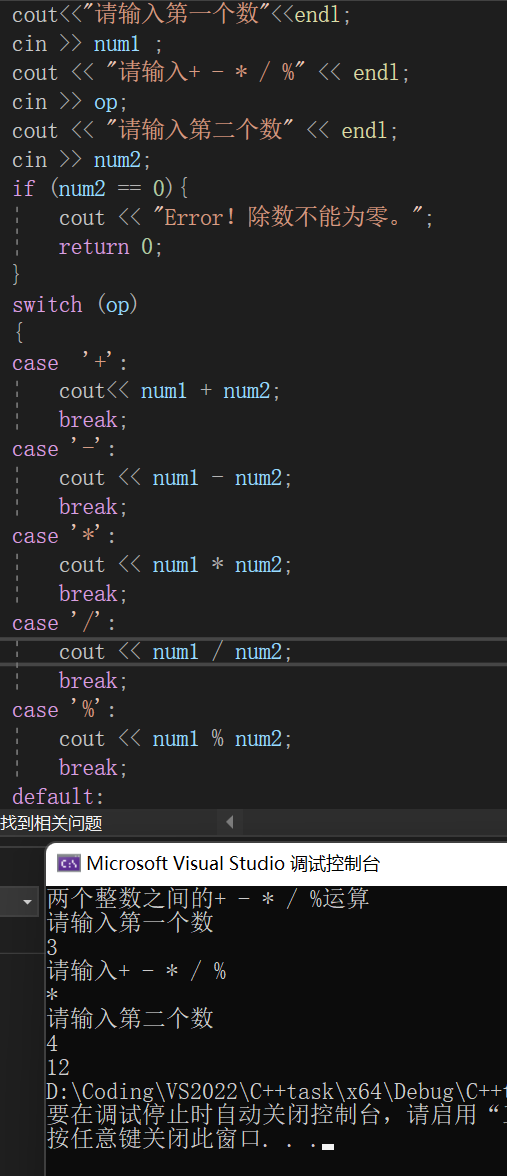 cout<<"请输入第一个数"<<endl;
cin >> num1 ;
cout << "请输入+ - * / %" << endl;
cin >> op;
cout << "请输入第二个数" << endl;
cin >> num2;
if (num2 == 0){
cout << "Error! 除数不能为零。";
return 0;
}
switch (op)
{
case '+':
cout<< num1 + num2;
break;
case '-':
cout << num1 - num2;
break;
case '*':
cout << num1 * num2;
break;
case '/':
cout << num1 / num2;
break;
case '%':
cout << num1 % num2;
break;
default:
找到相关问题
Microsoft Visual Studio 调试控制台
两个整数之间的+ - * / %运算
请输入第一个数
3
请输入+ - * / %
*
请输入第二个数
4
12
D:\Coding\VS2022\C++task\x64\Debug\C++t
要在调试停止时自动关闭控制台，请启用“
按任意键关闭此窗口. . .